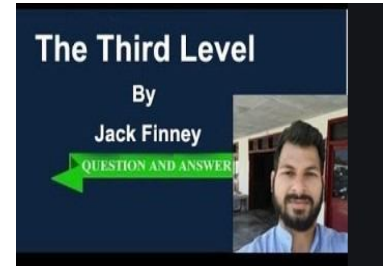 The Third Level
By
Jack Finney
QUESTION AND ANSWER